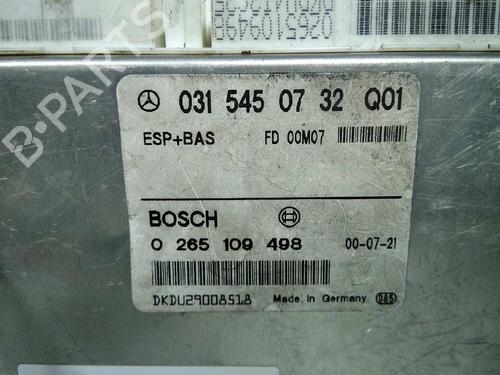 031 545 07 32 Q01
ESP+BAS FD 00M07
BOSCH
0 265 109 498 00-07-21
DKDU29008518 Made in Germany 085
B-PARTS